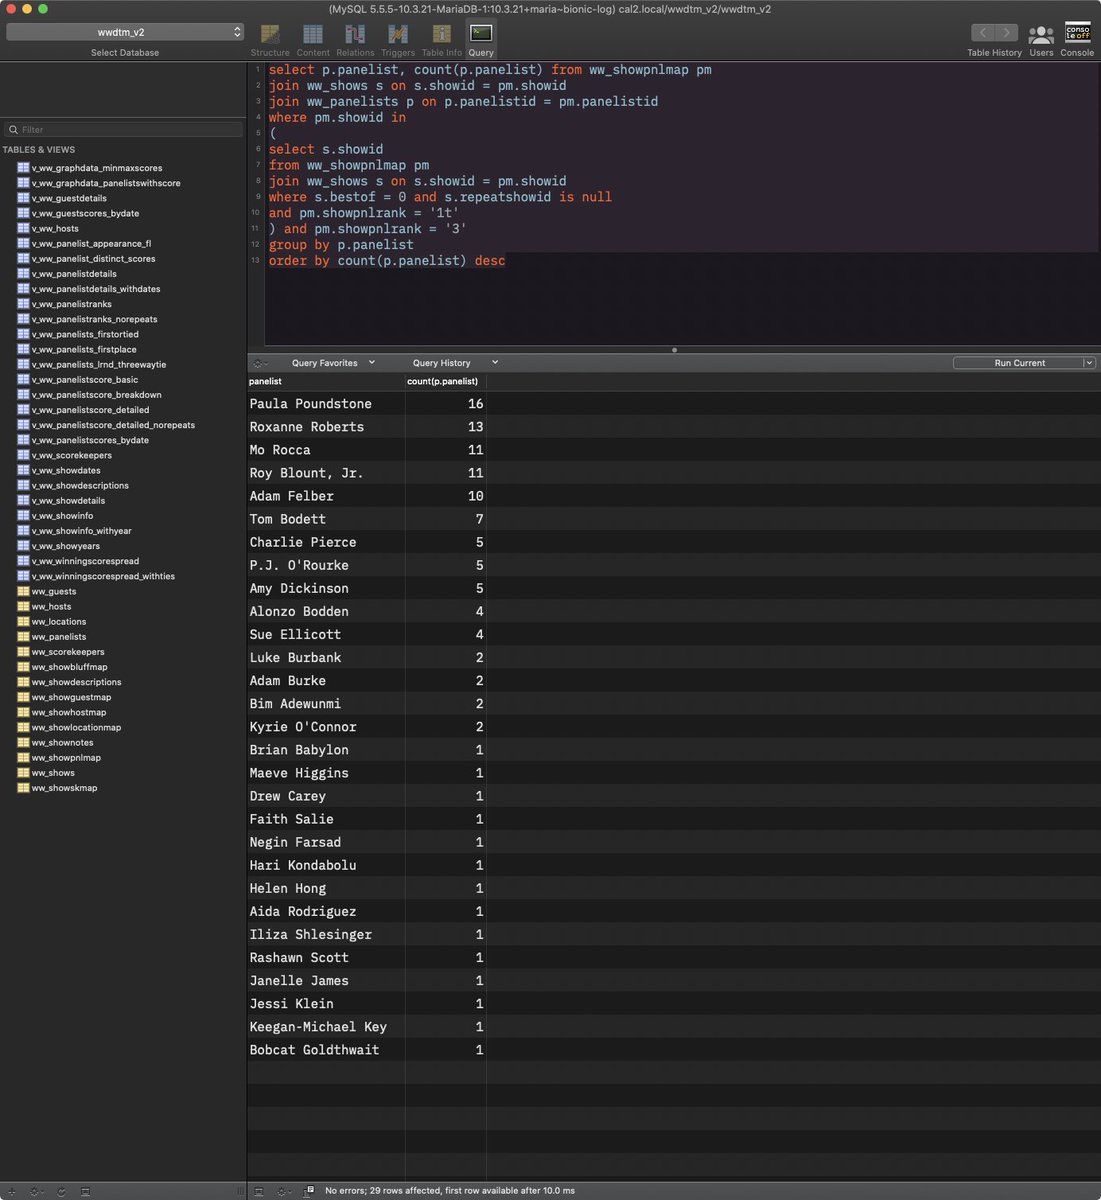 (MySQL 5.5.5-10.3.21-MariaDB-1:10.3.21+maria~bionic-log) cal2.local/wwdtm_v2/wwdtm_v2
wwdtm_v2
Select Database
Structure Content Relations Triggers Table Info Query
Table History Users Console
conso
le off
Filter
TABLES & VIEWS
v_ww_graphdata_minmaxscores
v_ww_graphdata_panelistswithscore
v_ww_guestdetails
v_ww_guestscores_bydate
v_ww_hosts
v_ww_panelist_appearance_fl
v_ww_panelist_distinct_scores
v_ww_panelistdetails
v_ww_panelistdetails_withdates
v_ww_panelistranks
v_ww_panelistranks_norepeats
v_ww_panelists_firstortied
v_ww_panelists_firstplace
v_ww_panelists_lrnd_threewaytie
v_ww_panelistscore_basic
v_ww_panelistscore_breakdown
v_ww_panelistscore_detailed
v_ww_panelistscore_detailed_norepeats
v_ww_panelistscores_bydate
v_ww_scorekeepers
v_ww_showdates
v_ww_showdescriptions
v_ww_showdetails
v_ww_showinfo
v_ww_showinfo_withyear
v_ww_showyears
v_ww_winningscorespread
v_ww_winningscorespread_withties
ww_guests
ww_hosts
ww_locations
ww_panelists
ww_scorekeepers
ww_showbluffmap
ww_showdescriptions
ww_showguestmap
ww_showhostmap
ww_showlocationmap
ww_shownotes
ww_showpnlmap
ww_shows
ww_showskmap
1 select p.panelist, count(p.panelist) from ww_showpnlmap pm
2 join ww_shows s on s.showid = pm.showid
3 join ww_panelists p on p.panelistid = pm.panelistid
4 where pm.showid in
5 (
6 select s.showid
7 from ww_showpnlmap pm
8 join ww_shows s on s.showid = pm.showid
9 where s.bestof = 0 and s.repeatshowid is null
10 and pm.showpnlrank = '1t'
11 ) and pm.showpnlrank = '3'
12 group by p.panelist
13 order by count(p.panelist) desc
Query Favorites Query History Run Current
panelist count(p.panelist)
Paula Poundstone 16
Roxanne Roberts 13
Mo Rocca 11
Roy Blount, Jr. 11
Adam Felber 10
Tom Bodett 7
Charlie Pierce 5
P.J. O'Rourke 5
Amy Dickinson 5
Alonzo Bodden 4
Sue Ellicott 4
Luke Burbank 2
Adam Burke 2
Bim Adewunmi 2
Kyrie O'Connor 2
Brian Babylon 1
Maeve Higgins 1
Drew Carey 1
Faith Salie 1
Negin Farsad 1
Hari Kondabolu 1
Helen Hong 1
Aida Rodriguez 1
Iliza Shlesinger 1
Rashawn Scott 1
Janelle James 1
Jessi Klein 1
Keegan-Michael Key 1
Bobcat Goldthwait 1
No errors; 29 rows affected, first row available after 10.0 ms